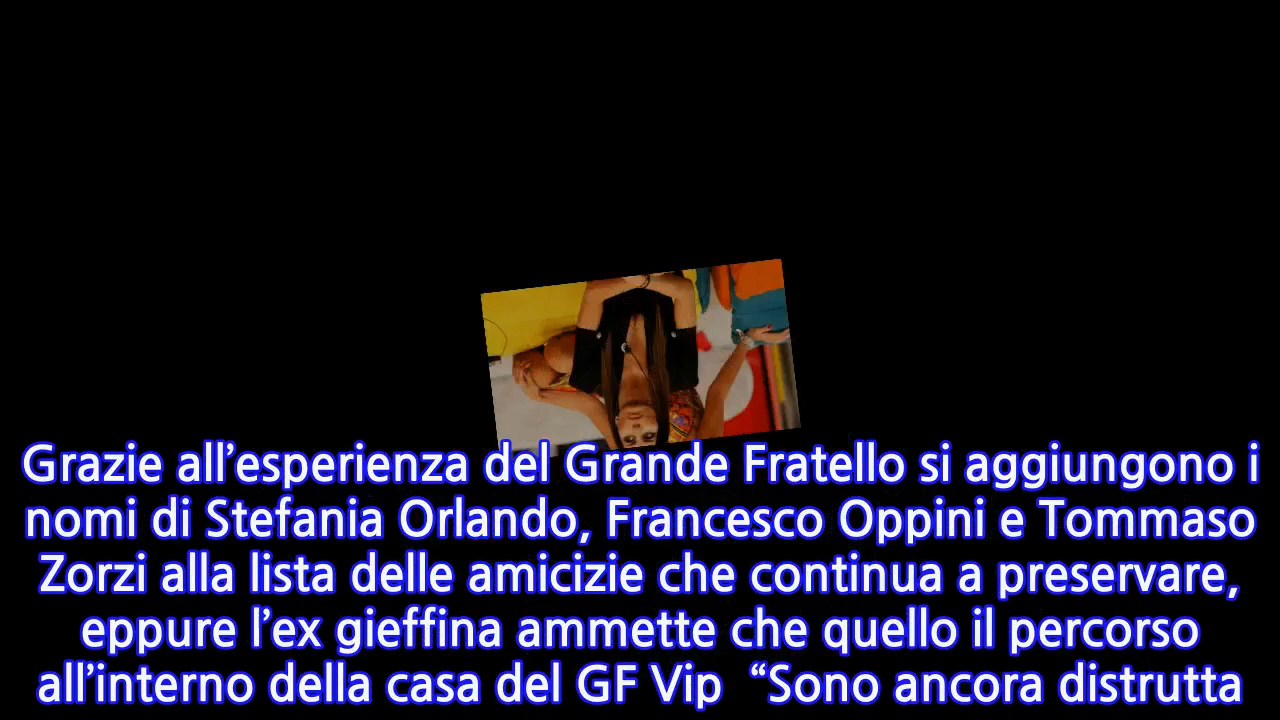 Grazie all’esperienza del Grande Fratello si aggiungono i
nomi di Stefania Orlando, Francesco Oppini e Tommaso
Zorzi alla lista delle amicizie che continua a preservare,
eppure l’ex gieffina ammette che quello il percorso
all’interno della casa del GF Vip  “Sono ancora distrutta